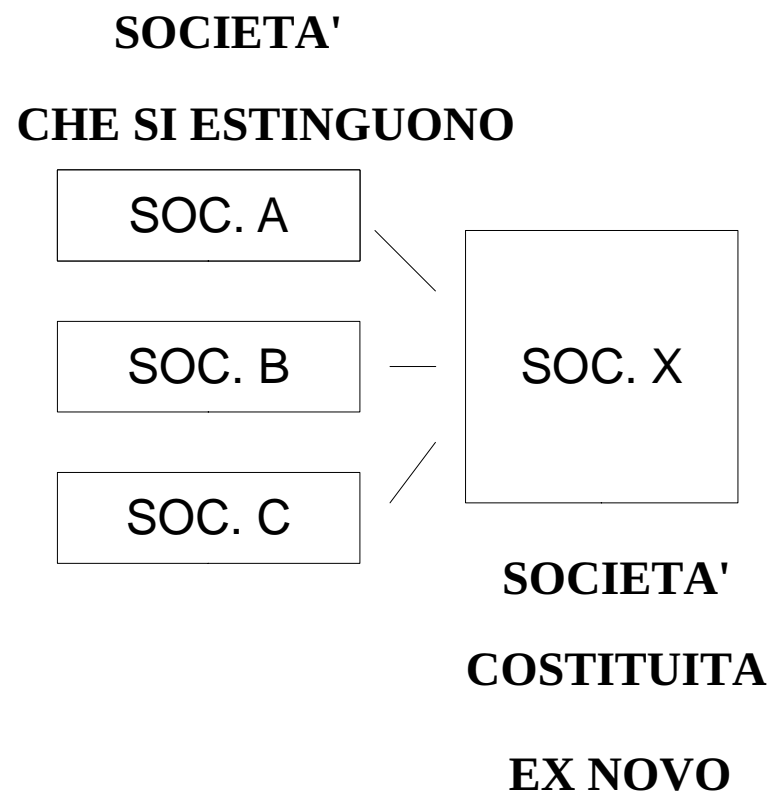 SOCIETA'
CHE SI ESTINGUONO
SOC. A
SOC. B
SOC. X
SOC. C
SOCIETA'
COSTITUITA
EX NOVO